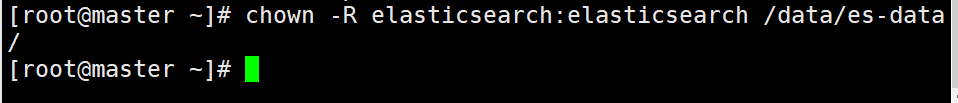 [root@master ~]# chown -R elasticsearch:elasticsearch /data/es-data
/
[root@master ~]#